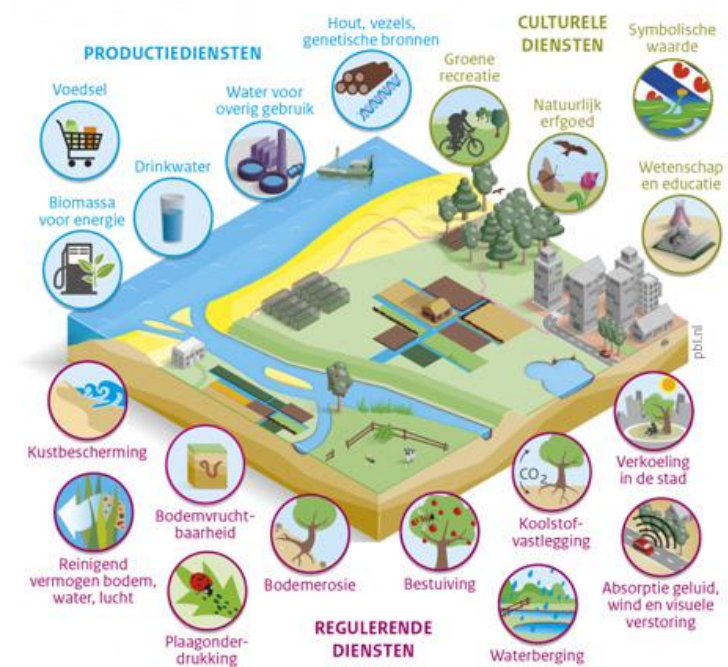 PRODUCTIEDIENSTEN
Voedsel
Biomassa
voor energie
Drinkwater
Water voor
overig gebruik
Hout, vezels,
genetische bronnen
CULTURELE
DIENSTEN
Groene
recreatie
Natuurlijk
erfgoed
Symbolische
waarde
Wetenschap
en educatie
pbl.nl
Kustbescherming
Reinigend
vermogen bodem,
water, lucht
Bodemvrucht-
baarheid
Plaagonder-
drukking
Bodemerosie
REGULERENDE
DIENSTEN
Bestuiving
CO2
Koolstof-
vastlegging
Waterberging
Verkoeling
in de stad
Absorptie geluid,
wind en visuele
verstoring